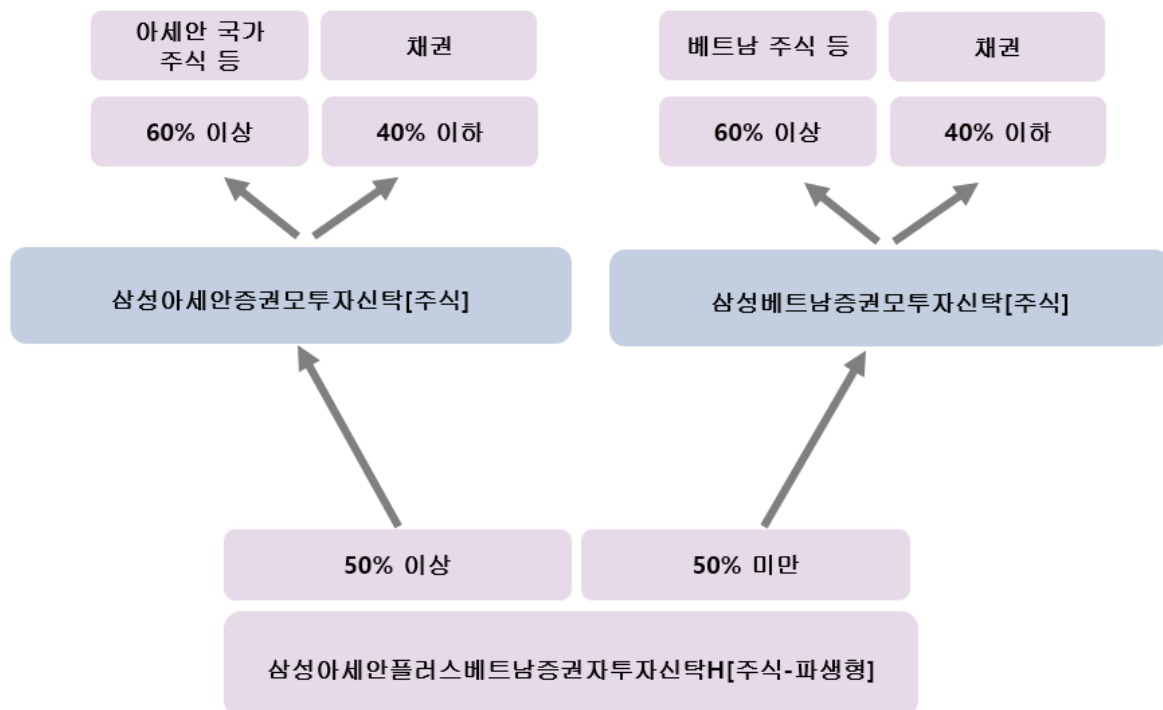 아세안 국가
주식 등
채권
베트남 주식 등
채권
60% 이상
40% 이하
60% 이상
40% 이하
삼성아세안증권모투자신탁[주식]
삼성베트남증권모투자신탁[주식]
50% 이상
50% 미만
삼성아세안플러스베트남증권자투자신탁H[주식-파생형]